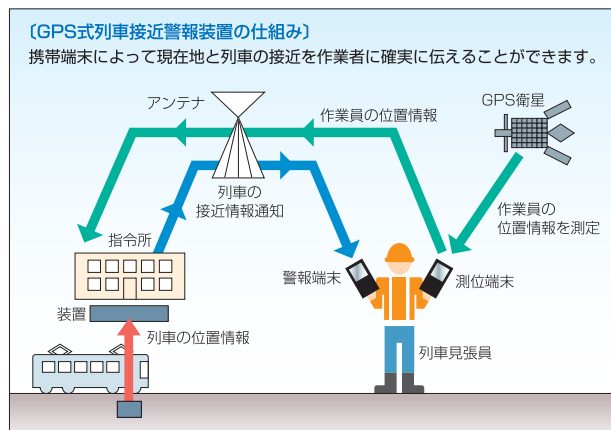 〔GPS式列車接近警報装置の仕組み〕
携帯端末によって現在地と列車の接近を作業者に確実に伝えることができます。
アンテナ
作業員の位置情報
GPS衛星
列車の
接近情報通知
作業員の
位置情報を測定
指令所
警報端末
測位端末
装置
列車の位置情報
列車見張員